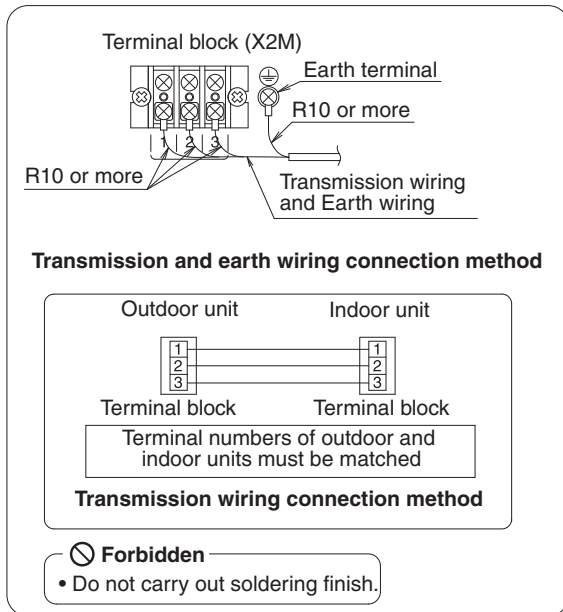 Terminal block (X2M)
Earth terminal
R10 or more
1 2 3
R10 or more
Transmission wiring
and Earth wiring
Transmission and earth wiring connection method
Outdoor unit Indoor unit
1 1
2 2
3 3
Terminal block Terminal block
Terminal numbers of outdoor and
indoor units must be matched
Transmission wiring connection method
Forbidden
• Do not carry out soldering finish.